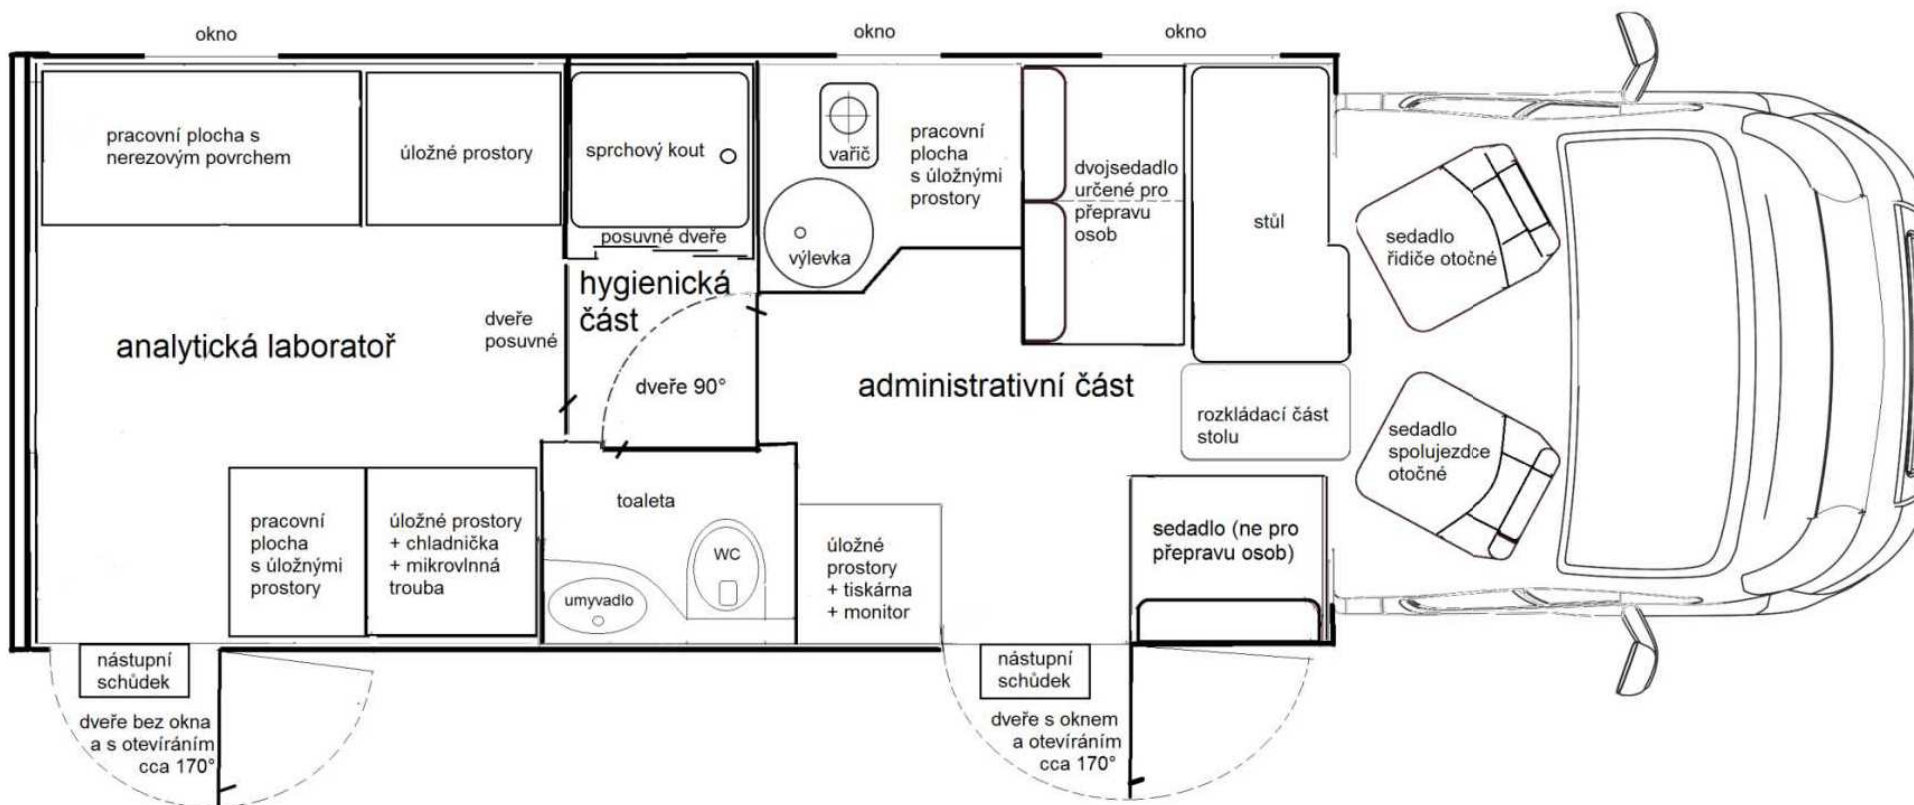 okno
okno
okno
pracovní plocha s
nerezovým povrchem
úložné prostory
sprchový kout
posuvné dveře
vařič
výlevka
pracovní
plocha
s úložnými
prostory
dvojsedadlo
určené pro
přepravu
osob
stůl
sedadlo
řidiče otočné
analytická laboratoř
dveře
posuvné
hygienická
část
dveře 90°
administrativní část
rozkládací část
stolu
sedadlo
spolujezdce
otočné
pracovní
plocha
s úložnými
prostory
úložné prostory
+ chladnička
+ mikrovlnná
trouba
toaleta
WC
umyvadlo
úložné
prostory
+ tiskárna
+ monitor
sedadlo (ne pro
přepravu osob)
nástupní
schůdek
dveře bez okna
a s otevíráním
cca 170°
nástupní
schůdek
dveře s oknem
a otevíráním
cca 170°